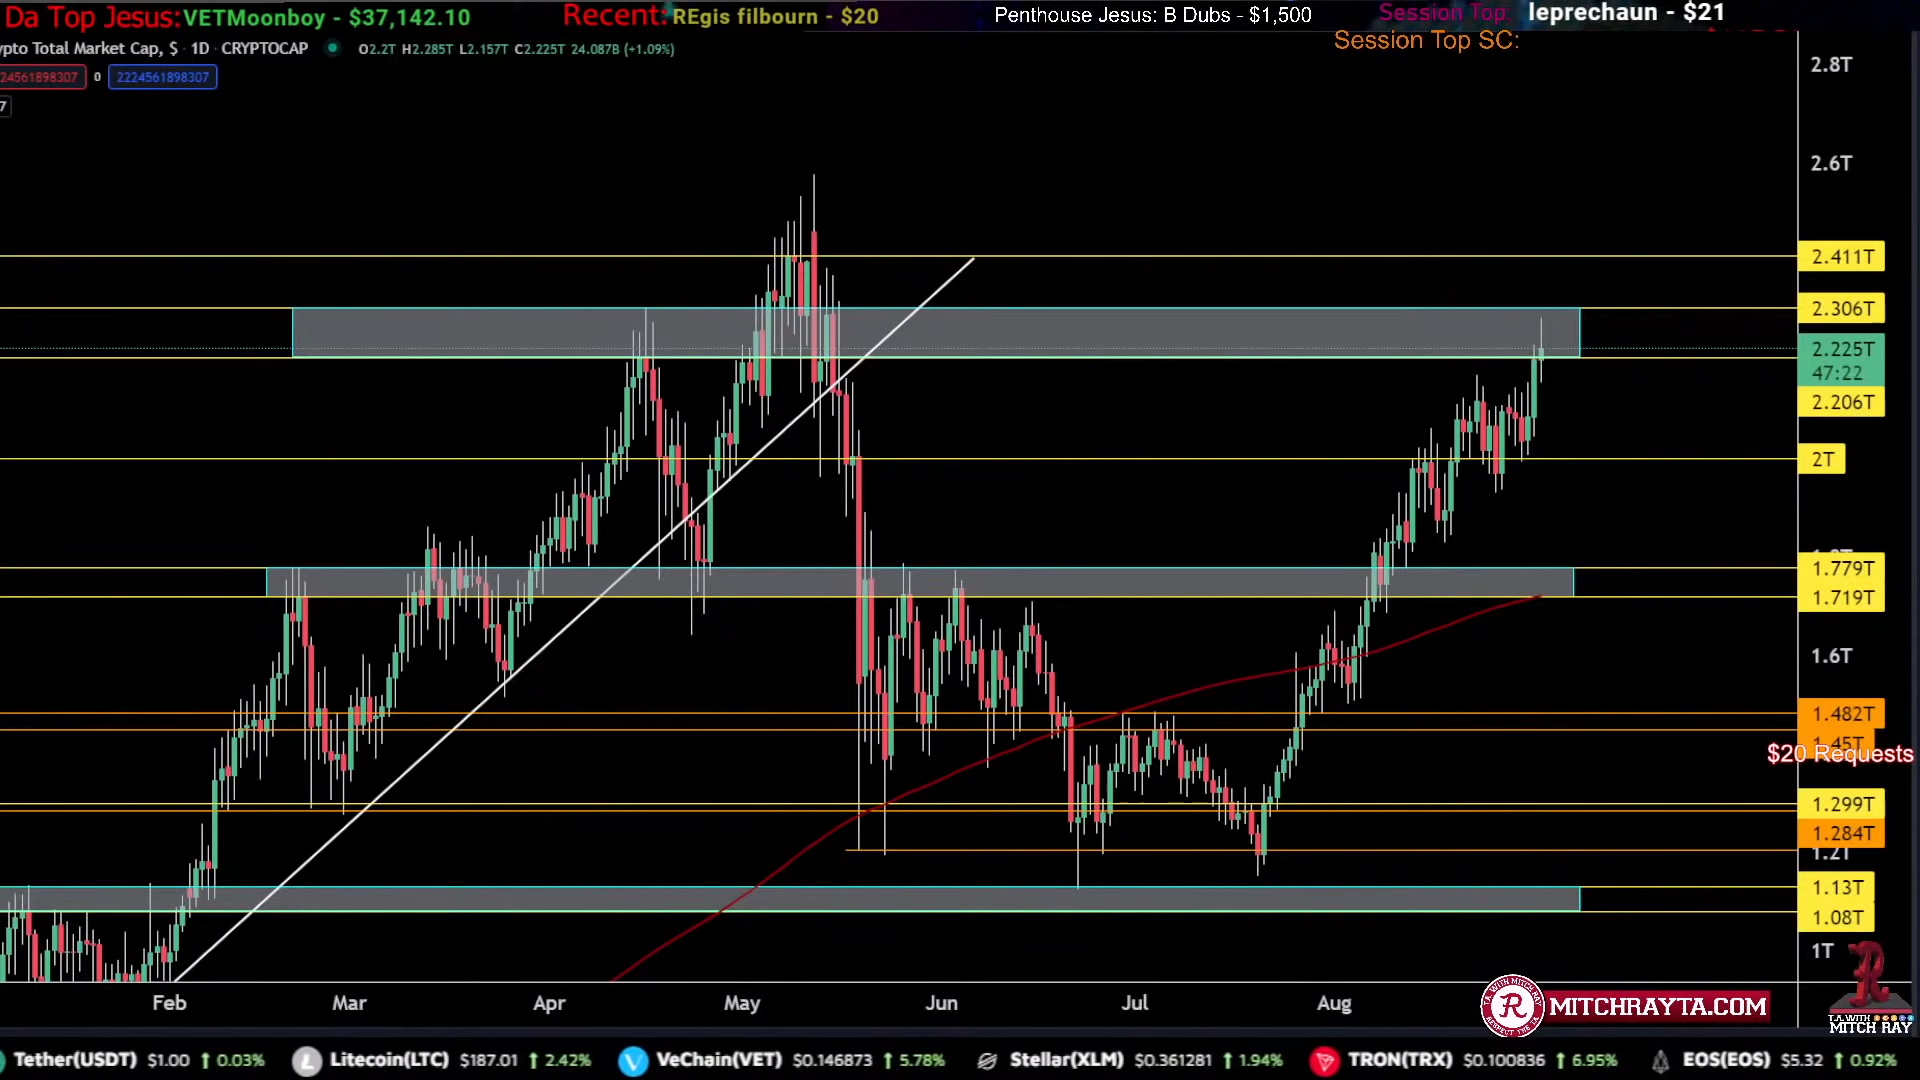 Da Top Jesus: VETMoonboy - $37,142.10
Recent: REgis filbourn - $20
Penthouse Jesus: B Dubs - $1,500
Session Top: leprechaun - $21
Session Top SC:
ypto Total Market Cap, $ · 1D · CRYPTOCAP
O2.2T H2.285T L2.157T C2.225T 24.087B (+1.09%)
24561898307 0 2224561898307
7
2.8T
2.6T
2.411T
2.306T
2.225T
47:22
2.206T
2T
1.779T
1.719T
1.6T
1.482T
1.45T
$20 Requests
1.299T
1.284T
1.2T
1.13T
1.08T
1T
Feb Mar Apr May Jun Jul Aug
MITCHRAYTA.COM
T.A. WITH
MITCH RAY
Tether(USDT) $1.00 ↑ 0.03% Litecoin(LTC) $187.01 ↑ 2.42% VeChain(VET) $0.146873 ↑ 5.78% Stellar(XLM) $0.361281 ↑ 1.94% TRON(TRX) $0.100836 ↑ 6.95% EOS(EOS) $5.32 ↑ 0.92%